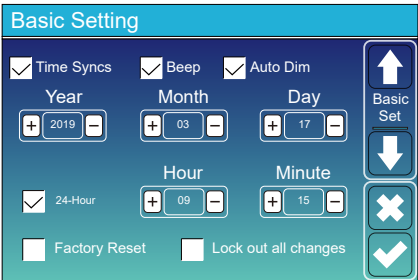 Basic Setting
Time Syncs Beep Auto Dim
Year Month Day
+ 2019 − + 03 − + 17 −
Basic
Set
Hour Minute
24-Hour + 09 − + 15 −
Factory Reset Lock out all changes